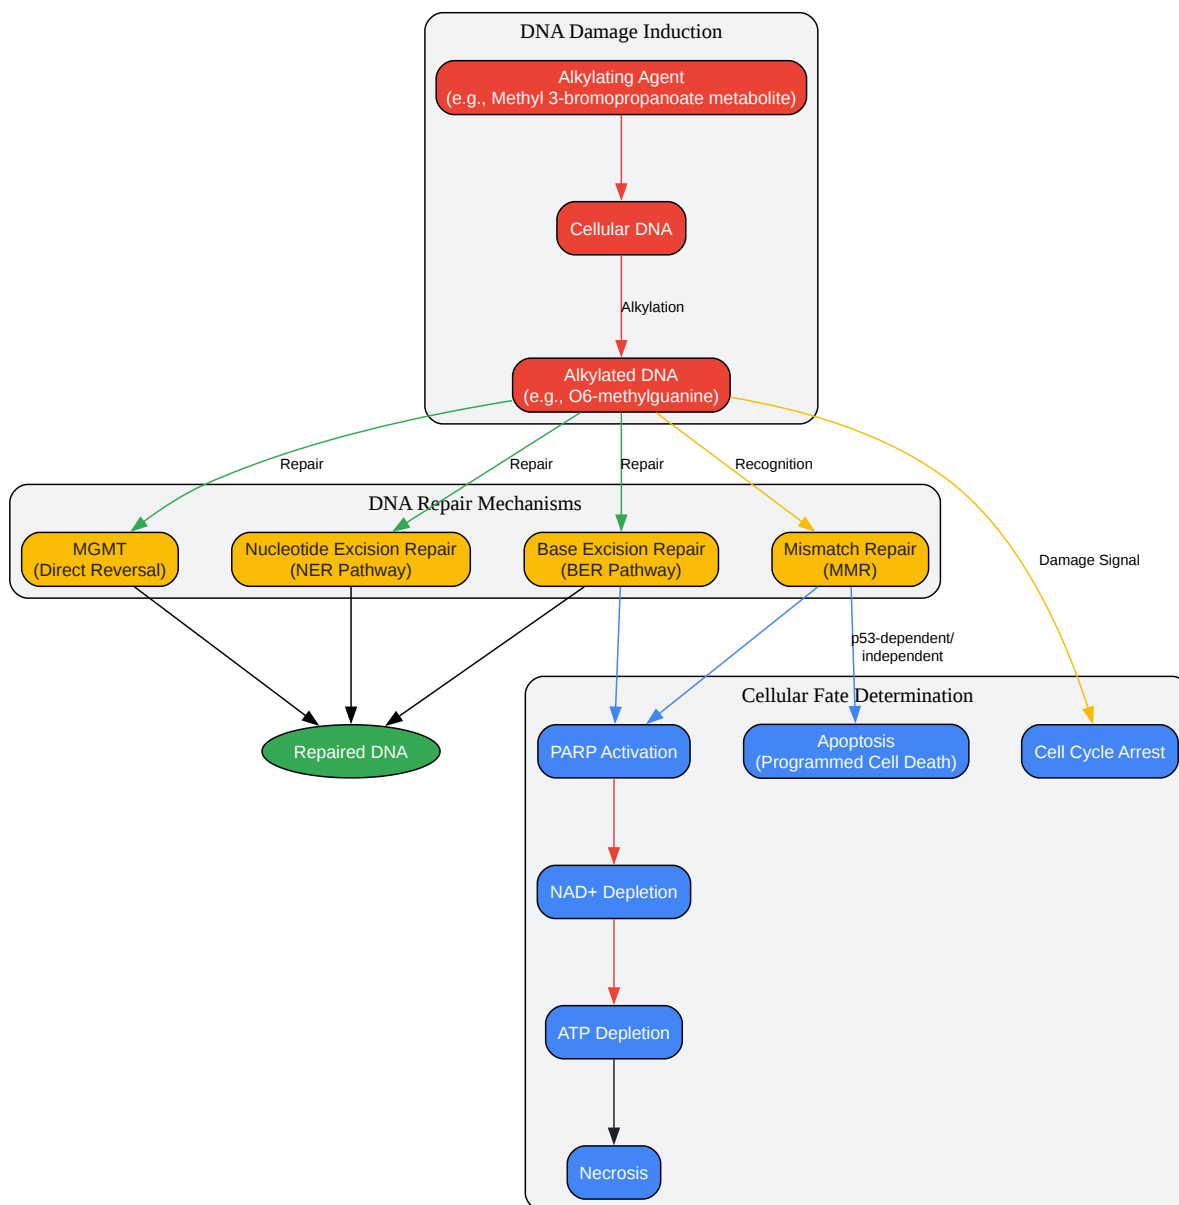 DNA Damage Induction
Alkylating Agent
(e.g., Methyl 3-bromopropanoate metabolite)
Cellular DNA
Alkylation
Alkylated DNA
(e.g., O6-methylguanine)
Repair
Repair
Repair
Recognition
DNA Repair Mechanisms
MGMT
(Direct Reversal)
Nucleotide Excision Repair
(NER Pathway)
Base Excision Repair
(BER Pathway)
Mismatch Repair
(MMR)
Damage Signal
p53-dependent/
independent
Cellular Fate Determination
Repaired DNA
PARP Activation
Apoptosis
(Programmed Cell Death)
Cell Cycle Arrest
NAD+ Depletion
ATP Depletion
Necrosis